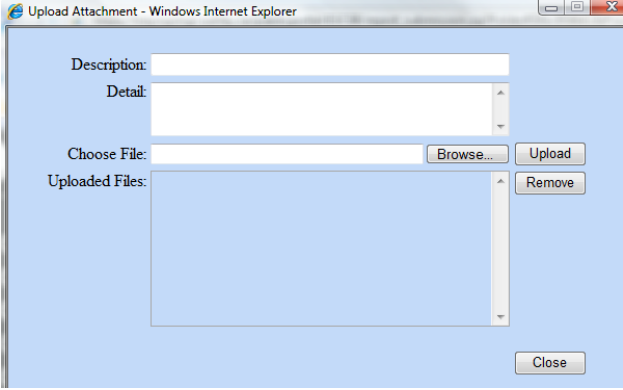 Upload Attachment - Windows Internet Explorer
Description:
Detail:
Choose File: Browse... Upload
Uploaded Files: Remove
Close